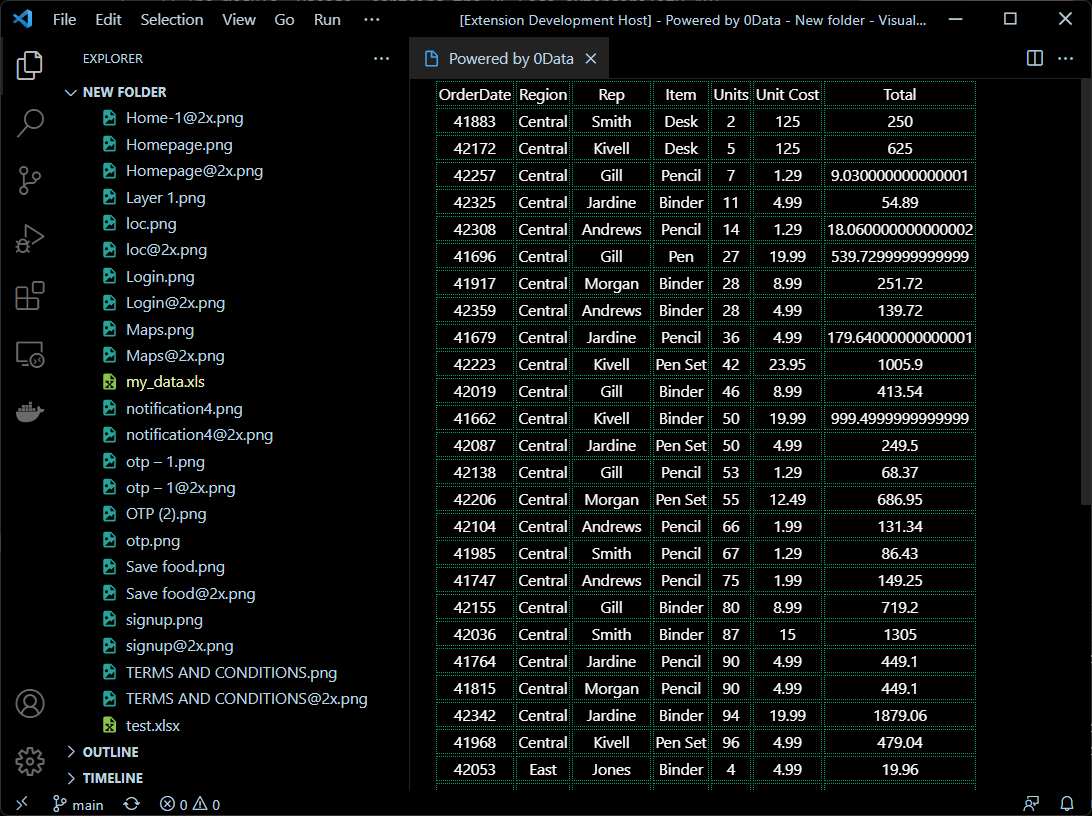 File Edit Selection View Go Run ··· [Extension Development Host] - Powered by 0Data - New folder - Visual...
EXPLORER ···
NEW FOLDER
Home-1@2x.png
Homepage.png
Homepage@2x.png
Layer 1.png
loc.png
loc@2x.png
Login.png
Login@2x.png
Maps.png
Maps@2x.png
my_data.xls
notification4.png
notification4@2x.png
otp – 1.png
otp – 1@2x.png
OTP (2).png
otp.png
Save food.png
Save food@2x.png
signup.png
signup@2x.png
TERMS AND CONDITIONS.png
TERMS AND CONDITIONS@2x.png
test.xlsx
OUTLINE
TIMELINE
Powered by 0Data
OrderDate Region Rep Item Units Unit Cost Total
41883 Central Smith Desk 2 125 250
42172 Central Kivell Desk 5 125 625
42257 Central Gill Pencil 7 1.29 9.030000000000001
42325 Central Jardine Binder 11 4.99 54.89
42308 Central Andrews Pencil 14 1.29 18.060000000000002
41696 Central Gill Pen 27 19.99 539.7299999999999
41917 Central Morgan Binder 28 8.99 251.72
42359 Central Andrews Binder 28 4.99 139.72
41679 Central Jardine Pencil 36 4.99 179.64000000000001
42223 Central Kivell Pen Set 42 23.95 1005.9
42019 Central Gill Binder 46 8.99 413.54
41662 Central Kivell Binder 50 19.99 999.4999999999999
42087 Central Jardine Pen Set 50 4.99 249.5
42138 Central Gill Pencil 53 1.29 68.37
42206 Central Morgan Pen Set 55 12.49 686.95
42104 Central Andrews Pencil 66 1.99 131.34
41985 Central Smith Pencil 67 1.29 86.43
41747 Central Andrews Pencil 75 1.99 149.25
42155 Central Gill Binder 80 8.99 719.2
42036 Central Smith Binder 87 15 1305
41764 Central Jardine Pencil 90 4.99 449.1
41815 Central Morgan Pencil 90 4.99 449.1
42342 Central Jardine Binder 94 19.99 1879.06
41968 Central Kivell Pen Set 96 4.99 479.04
42053 East Jones Binder 4 4.99 19.96
main 0 0